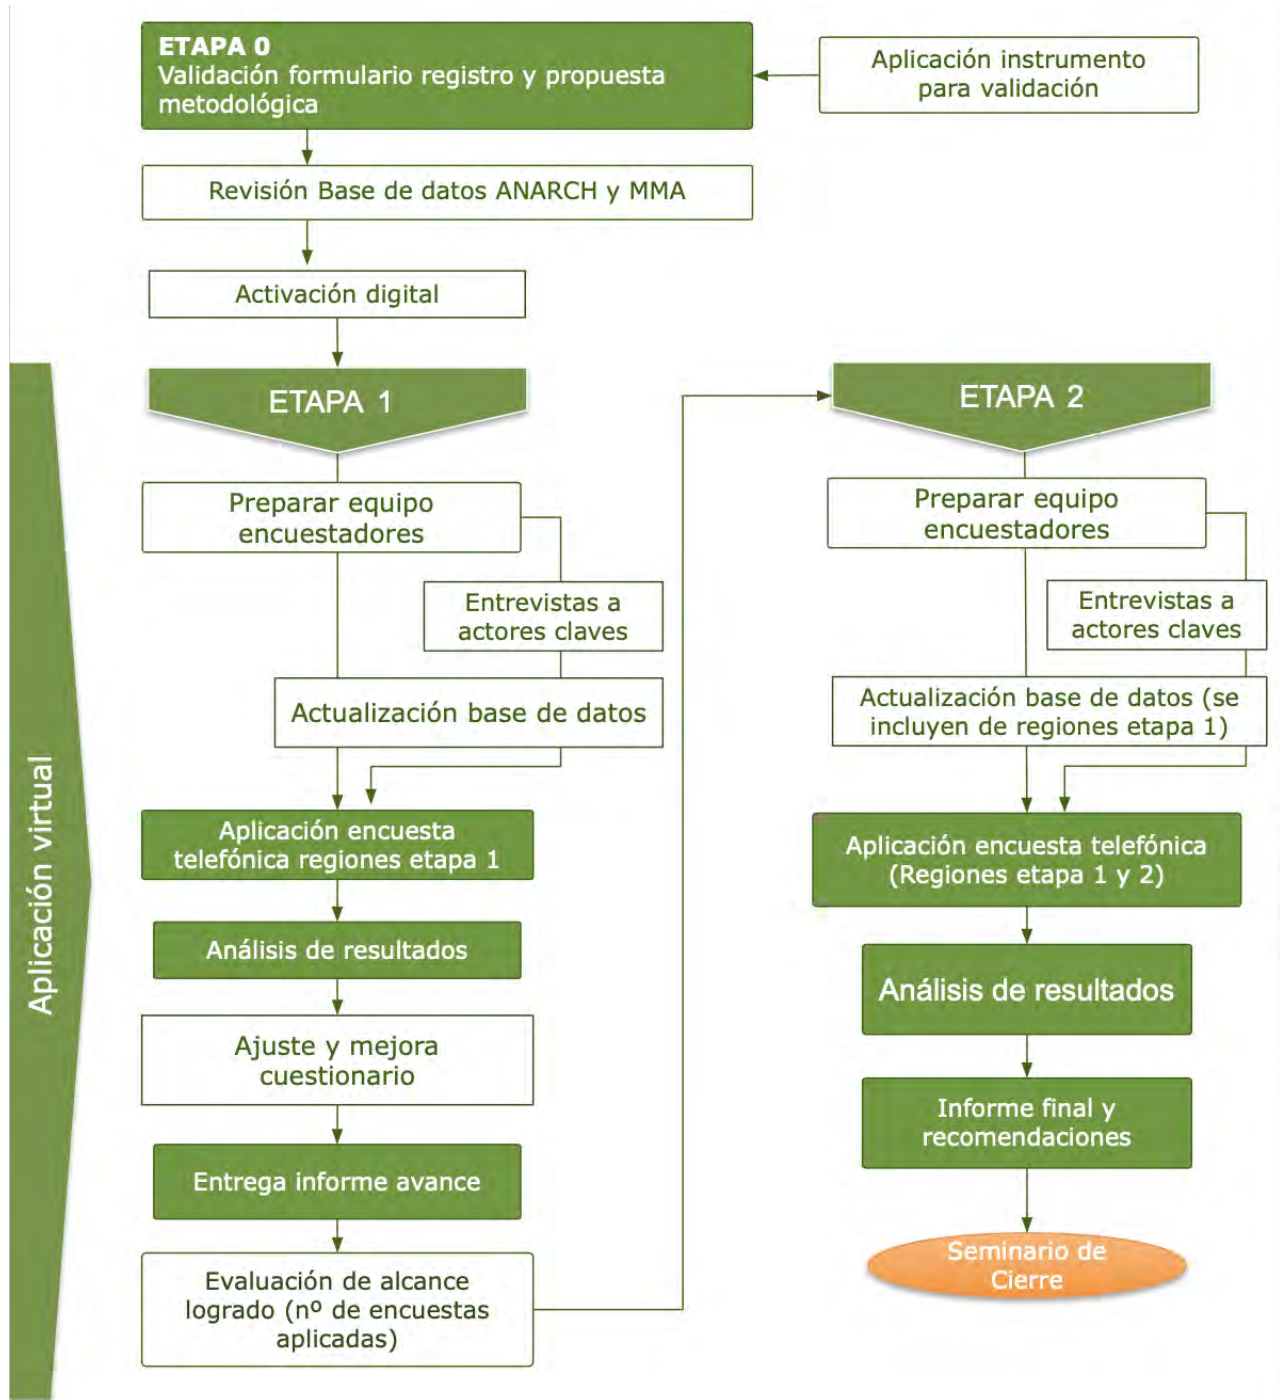 ETAPA 0
Validación formulario registro y propuesta
metodológica
Aplicación instrumento
para validación
Revisión Base de datos ANARCH y MMA
Activación digital
Aplicación virtual
ETAPA 1
Preparar equipo
encuestadores
Entrevistas a
actores claves
Actualización base de datos
Aplicación encuesta
telefónica regiones etapa 1
Análisis de resultados
Ajuste y mejora
cuestionario
Entrega informe avance
Evaluación de alcance
logrado (nº de encuestas
aplicadas)
ETAPA 2
Preparar equipo
encuestadores
Entrevistas a
actores claves
Actualización base de datos (se
incluyen de regiones etapa 1)
Aplicación encuesta telefónica
(Regiones etapa 1 y 2)
Análisis de resultados
Informe final y
recomendaciones
Seminario de
Cierre